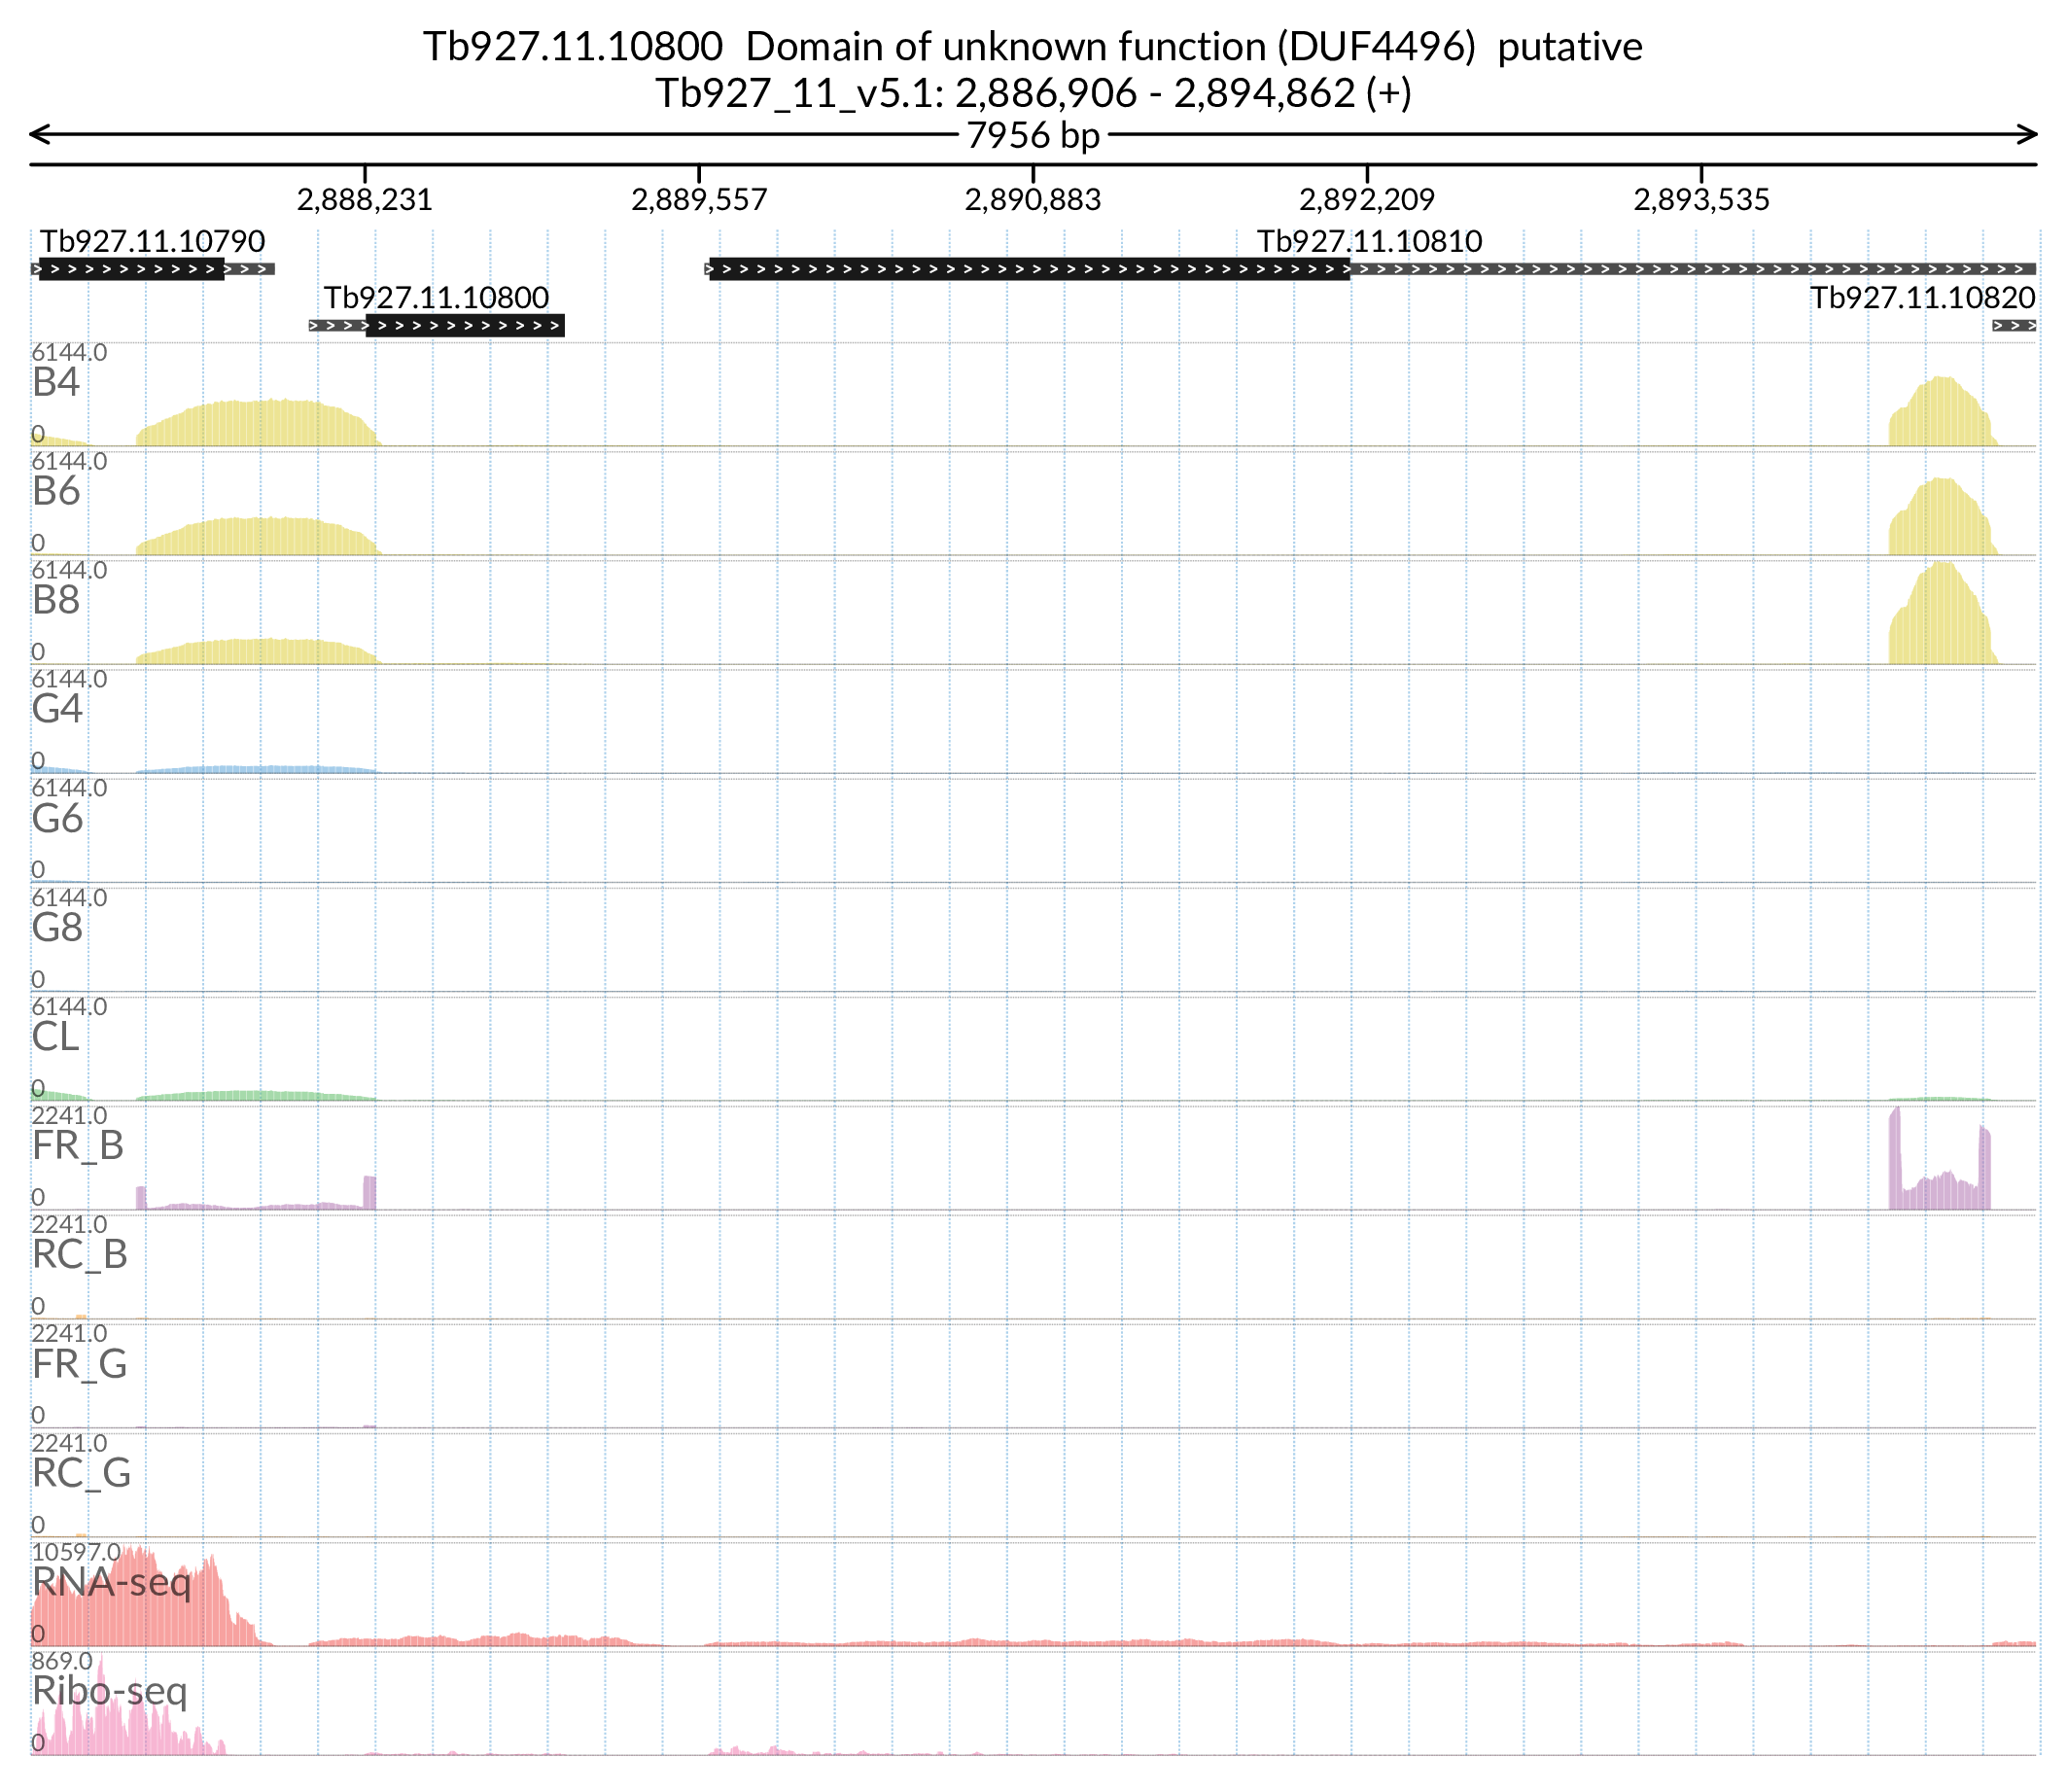 Tb927.11.10800 Domain of unknown function (DUF4496) putative
Tb927_11_v5.1: 2,886,906 - 2,894,862 (+)
7956 bp
2,888,231 2,889,557 2,890,883 2,892,209 2,893,535
Tb927.11.10790 Tb927.11.10810
Tb927.11.10800 Tb927.11.10820
6144.0
B4
0
6144.0
B6
0
6144.0
B8
0
6144.0
G4
0
6144.0
G6
0
6144.0
G8
0
6144.0
CL
0
2241.0
FR_B
0
2241.0
RC_B
0
2241.0
FR_G
0
2241.0
RC_G
0
10597.0
RNA-seq
0
869.0
Ribo-seq
0